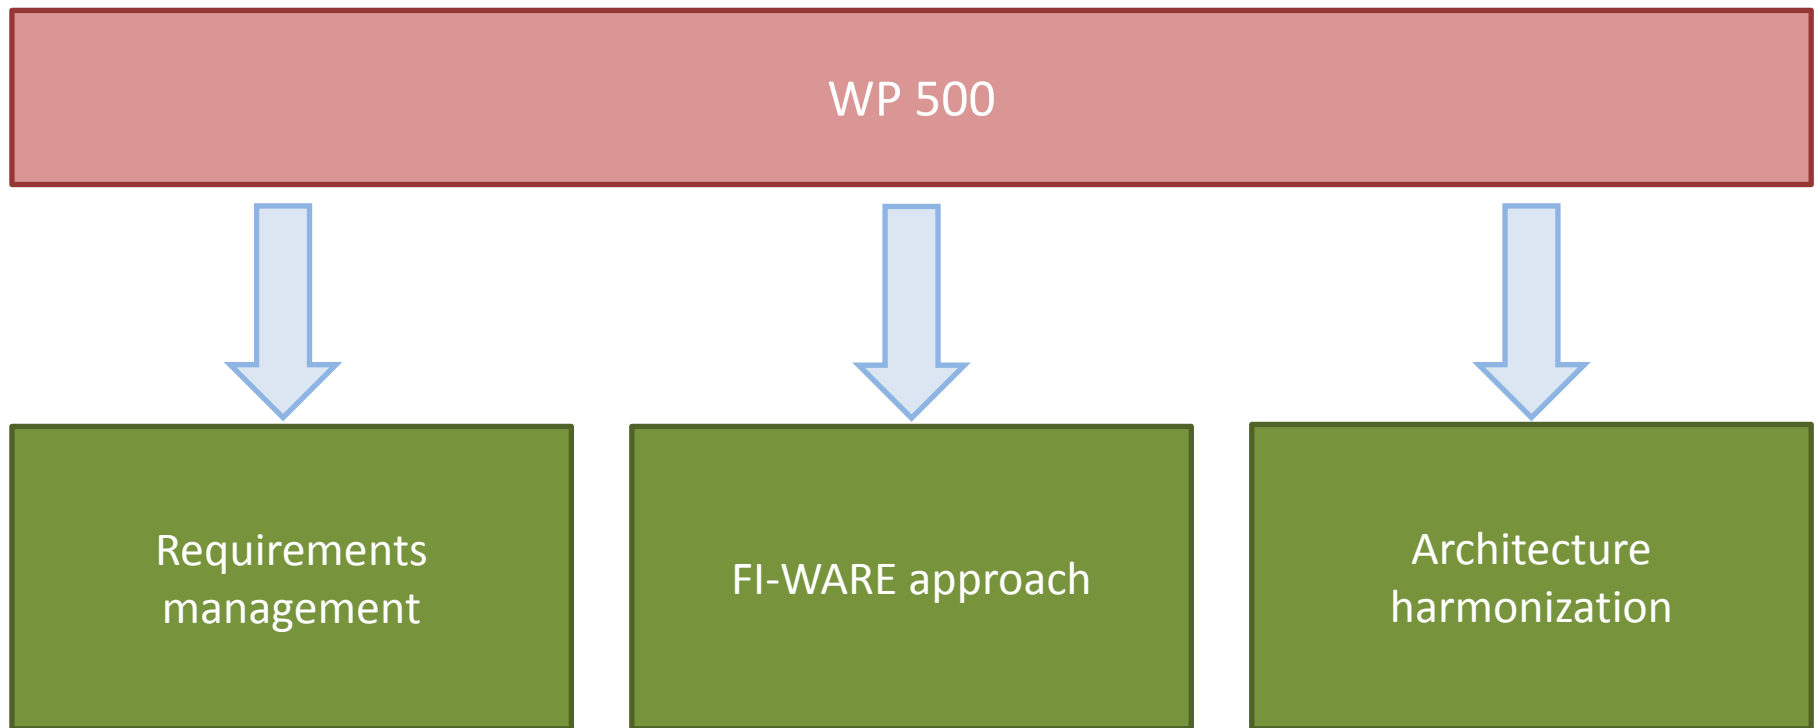 WP 500
Requirements
management
FI-WARE approach
Architecture
harmonization